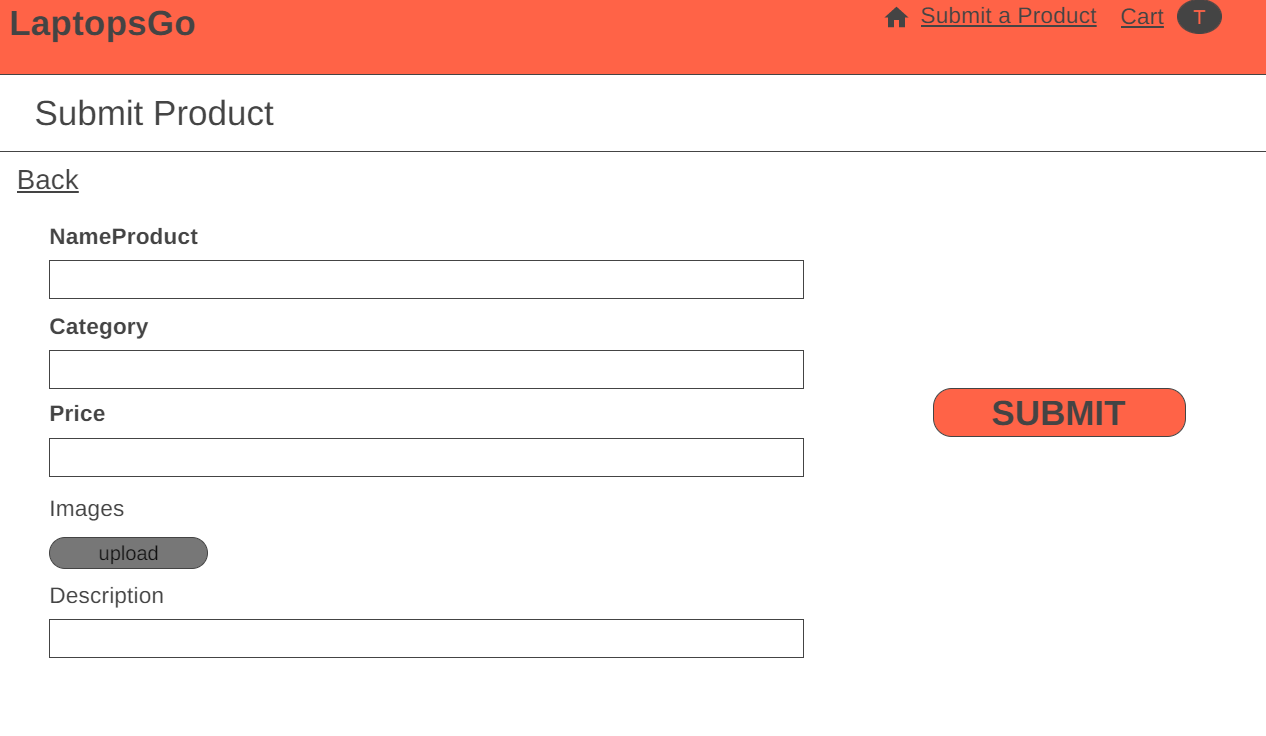 LaptopsGo
Submit a Product
Cart
T
Submit Product
Back
NameProduct
Category
Price
SUBMIT
Images
upload
Description